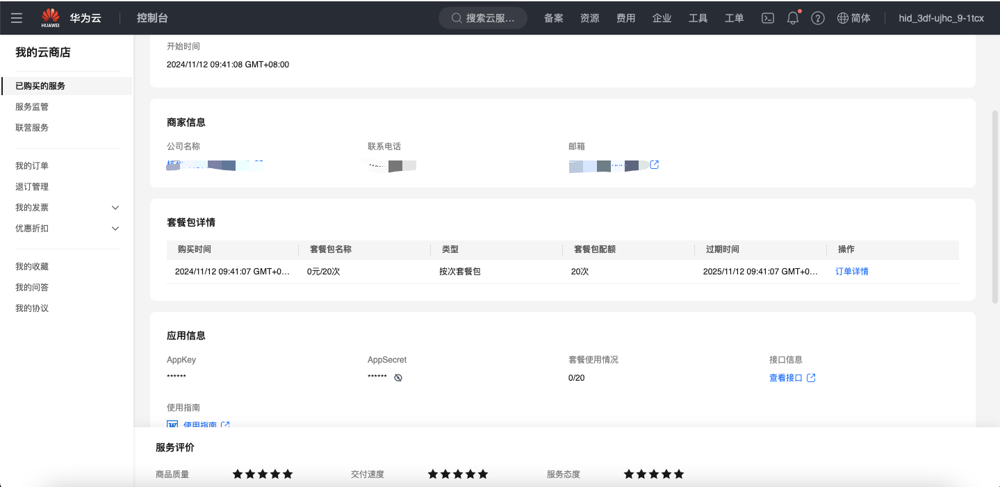 HUAWEI
华为云
控制台
搜索云服...
备案
资源
费用
企业
工具
工单
简体
hid_3df-ujhc_9-1tcx
我的云商店
已购买的服务
服务监管
联营服务
我的订单
退订管理
我的发票
优惠折扣
我的收藏
我的问答
我的协议
开始时间
2024/11/12 09:41:08 GMT+08:00
商家信息
公司名称 联系电话 邮箱
套餐包详情
购买时间 套餐包名称 类型 套餐包配额 过期时间 操作
2024/11/12 09:41:07 GMT+0... 0元/20次 按次套餐包 20次 2025/11/12 09:41:07 GMT+0... 订单详情
应用信息
AppKey AppSecret 套餐使用情况 接口信息
****** ****** 0/20 查看接口
使用指南
使用指南
服务评价
商品质量 交付速度 服务态度